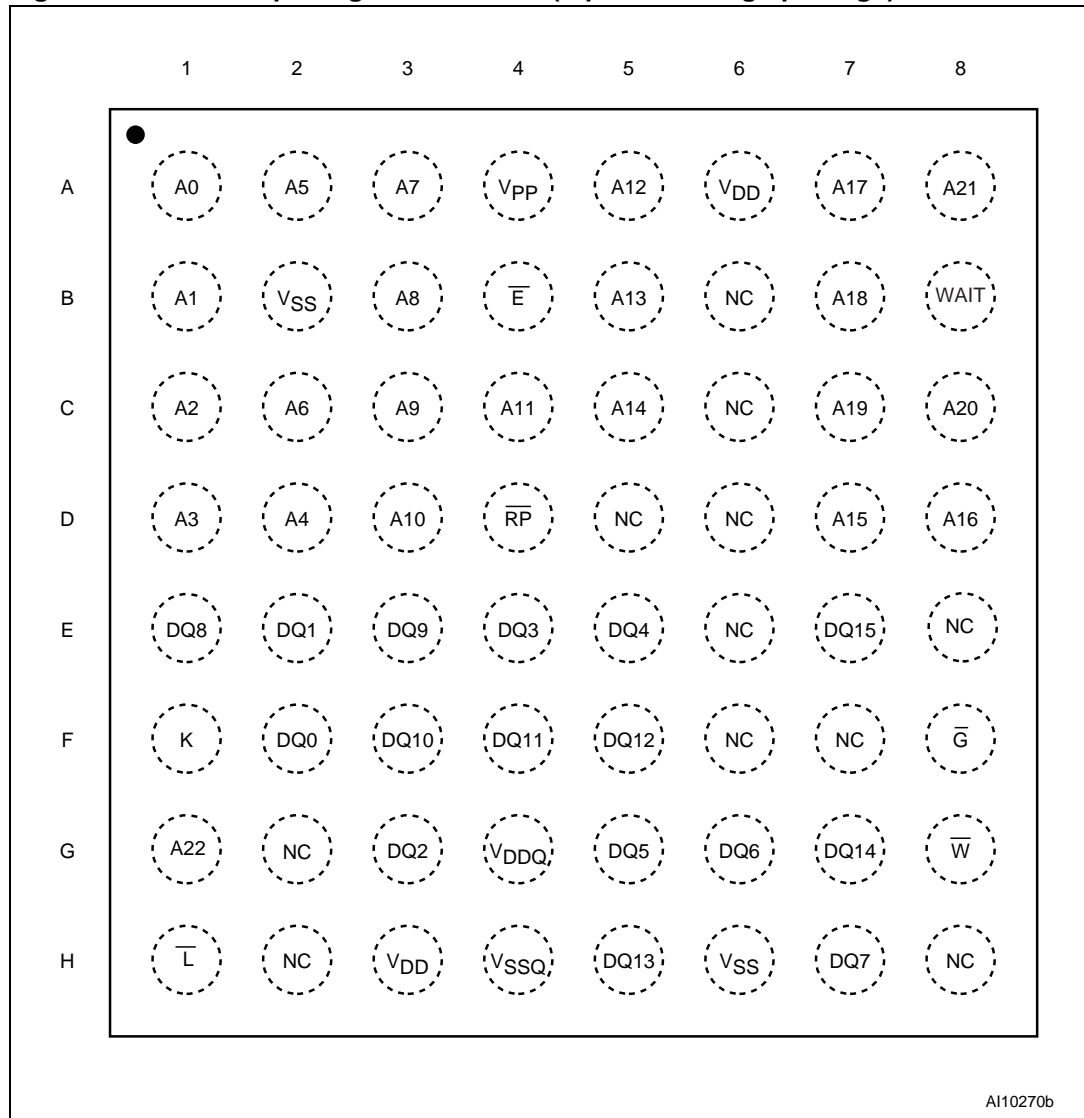 1 2 3 4 5 6 7 8
A A0 A5 A7 VPP A12 VDD A17 A21
B A1 VSS A8 E̅ A13 NC A18 WAIT
C A2 A6 A9 A11 A14 NC A19 A20
D A3 A4 A10 R̅P̅ NC NC A15 A16
E DQ8 DQ1 DQ9 DQ3 DQ4 NC DQ15 NC
F K DQ0 DQ10 DQ11 DQ12 NC NC G̅
G A22 NC DQ2 VDDQ DQ5 DQ6 DQ14 W̅
H L̅ NC VDD VSSQ DQ13 VSS DQ7 NC
AI10270b